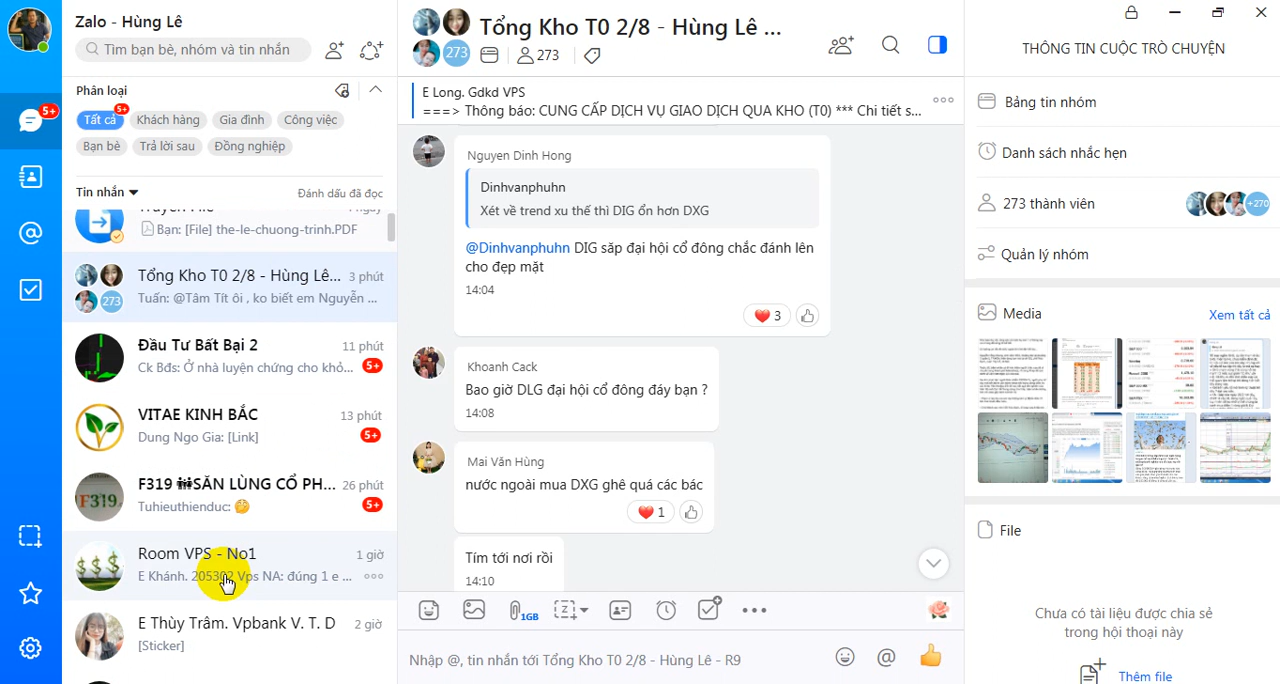 Zalo - Hùng Lê
Tìm bạn bè, nhóm và tin nhắn
Phân loại
5+
Tất cả 5+ Khách hàng Gia đình Công việc
Bạn bè Trả lời sau Đồng nghiệp
Tin nhắn Đánh dấu đã đọc
Bạn: [File] the-le-chuong-trinh.PDF
Tổng Kho T0 2/8 - Hùng Lê... 3 phút
273 Tuấn: @Tâm Tít ôi , ko biết em Nguyễn ...
Đầu Tư Bất Bại 2 11 phút
Ck Bđs: Ở nhà luyện chứng cho khỏ... 5+
VITAE KINH BẮC 13 phút
Dung Ngo Gia: [Link] 5+
F319 SĂN LÙNG CỔ PH... 26 phút
F319 Tuhieuthienduc: 5+
Room VPS - No1 1 giờ
E Khánh. 205302 Vps NA: đúng 1 e ...
E Thùy Trâm. Vpbank V. T. D 2 giờ
[Sticker]
Tổng Kho T0 2/8 - Hùng Lê ...
273 273
E Long. Gdkd VPS
===> Thông báo: CUNG CẤP DỊCH VỤ GIAO DỊCH QUA KHO (T0) *** Chi tiết s...
Nguyen Dinh Hong
Dinhvanphuhn
Xét về trend xu thế thì DIG ổn hơn DXG
@Dinhvanphuhn DIG săp đại hội cổ đông chắc đánh lên
cho đẹp mặt
14:04
3
Khoanh Cack
Bao giờ DLG đại hội cổ đông đáy bạn ?
14:08
Mai Văn Hùng
nước ngoài mua DXG ghê quá các bác
1
Tím tới nơi rồi
14:10
1GB
Nhập @, tin nhắn tới Tổng Kho T0 2/8 - Hùng Lê - R9
THÔNG TIN CUỘC TRÒ CHUYỆN
Bảng tin nhóm
Danh sách nhắc hẹn
273 thành viên +270
Quản lý nhóm
Media Xem tất cả
File
Chưa có tài liệu được chia sẻ
trong hội thoại này
Thêm file